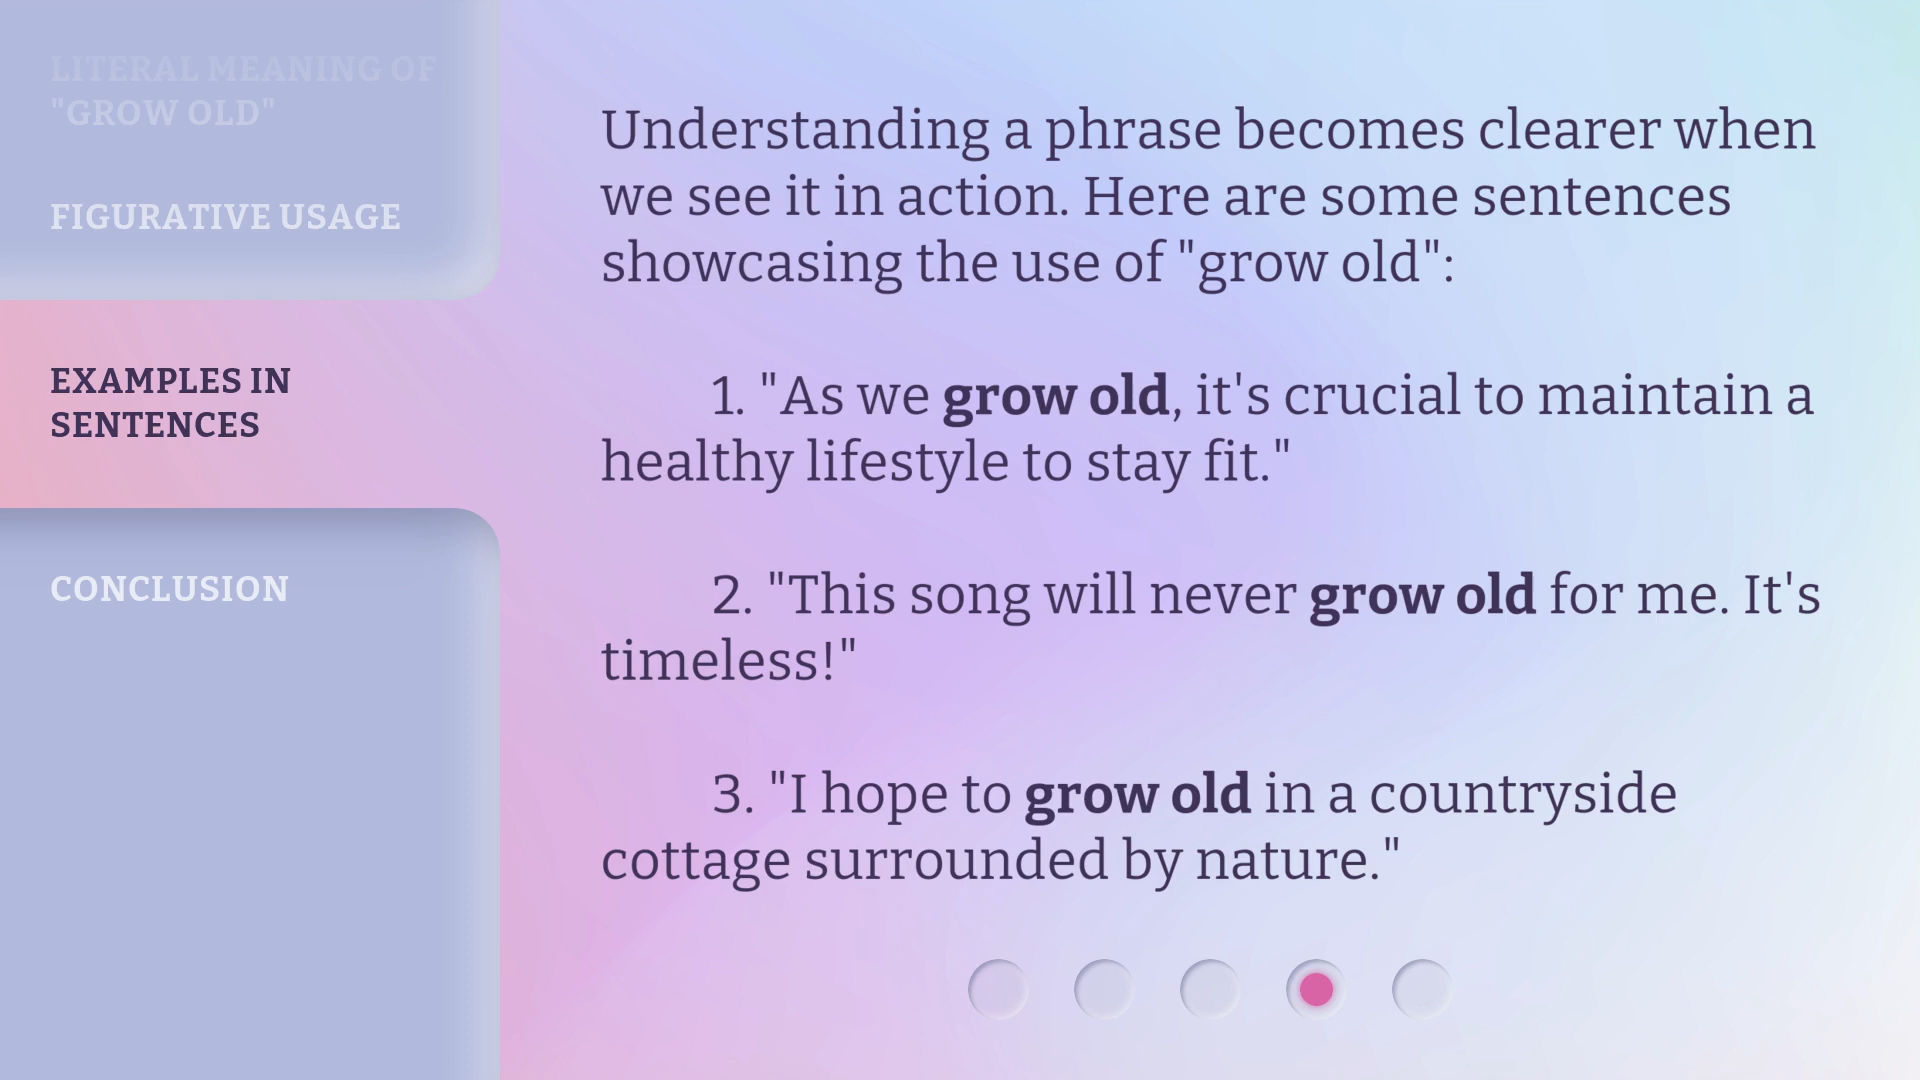 LITERAL MEANING OF
"GROW OLD"
FIGURATIVE USAGE
EXAMPLES IN
SENTENCES
CONCLUSION
Understanding a phrase becomes clearer when
we see it in action. Here are some sentences
showcasing the use of "grow old":
1. "As we grow old, it's crucial to maintain a
healthy lifestyle to stay fit."
2. "This song will never grow old for me. It's
timeless!"
3. "I hope to grow old in a countryside
cottage surrounded by nature."